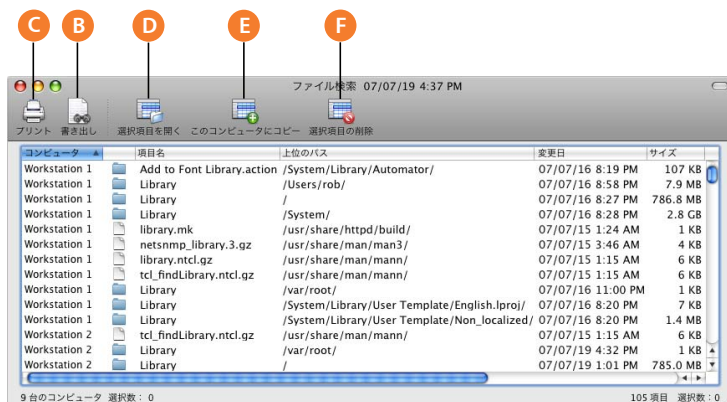 C B D E F
ファイル検索 07/07/19 4:37 PM
プリント 書き出し 選択項目を開く このコンピュータにコピー 選択項目の削除
コンピュータ 項目名 上位のパス 変更日 サイズ
Workstation 1 Add to Font Library.action /System/Library/Automator/ 07/07/16 8:19 PM 107 KB
Workstation 1 Library /Users/rob/ 07/07/16 8:58 PM 7.9 MB
Workstation 1 Library / 07/07/16 8:27 PM 786.8 MB
Workstation 1 Library /System/ 07/07/16 8:28 PM 2.8 GB
Workstation 1 library.mk /usr/share/httpd/build/ 07/07/15 1:24 AM 1 KB
Workstation 1 netsnmp_library.3.gz /usr/share/man/man3/ 07/07/15 3:46 AM 4 KB
Workstation 1 library.ntcl.gz /usr/share/man/mann/ 07/07/15 1:15 AM 6 KB
Workstation 1 tcl_findLibrary.ntcl.gz /usr/share/man/mann/ 07/07/15 1:15 AM 6 KB
Workstation 1 Library /var/root/ 07/07/16 11:00 PM 1 KB
Workstation 1 Library /System/Library/User Template/English.lproj/ 07/07/16 8:20 PM 7 KB
Workstation 1 Library /System/Library/User Template/Non_localized/ 07/07/16 8:20 PM 1.4 MB
Workstation 2 tcl_findLibrary.ntcl.gz /usr/share/man/mann/ 07/07/15 1:15 AM 6 KB
Workstation 2 Library /var/root/ 07/07/19 4:32 PM 1 KB
Workstation 2 Library / 07/07/19 1:01 PM 785.0 MB
9 台のコンピュータ 選択数： 0 105 項目 選択数：0